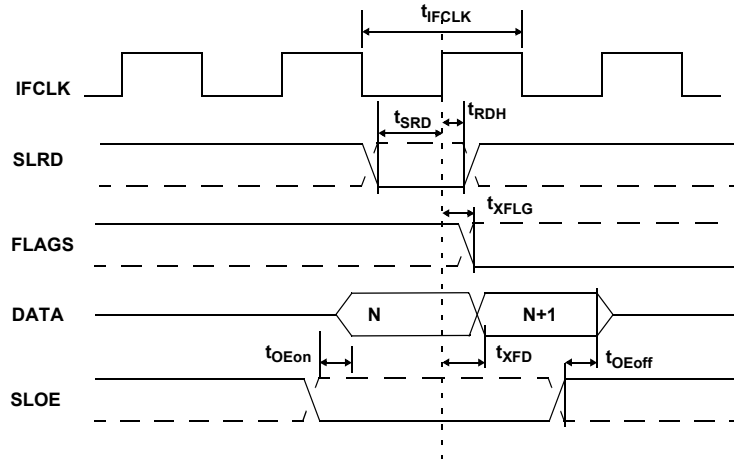 tIFCLK
IFCLK
tSRD
tRDH
SLRD
tXFLG
FLAGS
DATA
N
N+1
tOEon
tXFD
tOEoff
SLOE